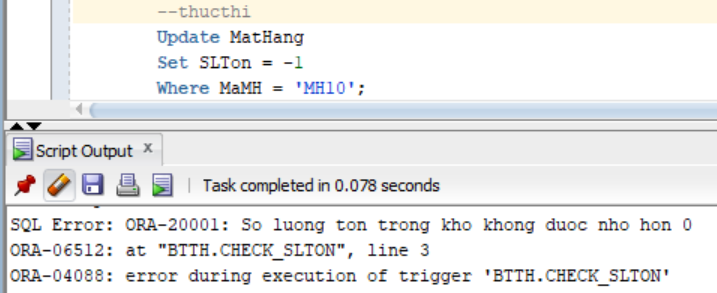 --thucthi
Update MatHang
Set SLTon = -1
Where MaMH = 'MH10';
Script Output x
Task completed in 0.078 seconds
SQL Error: ORA-20001: So luong ton trong kho khong duoc nho hon 0
ORA-06512: at "BTTH.CHECK_SLTON", line 3
ORA-04088: error during execution of trigger 'BTTH.CHECK_SLTON'